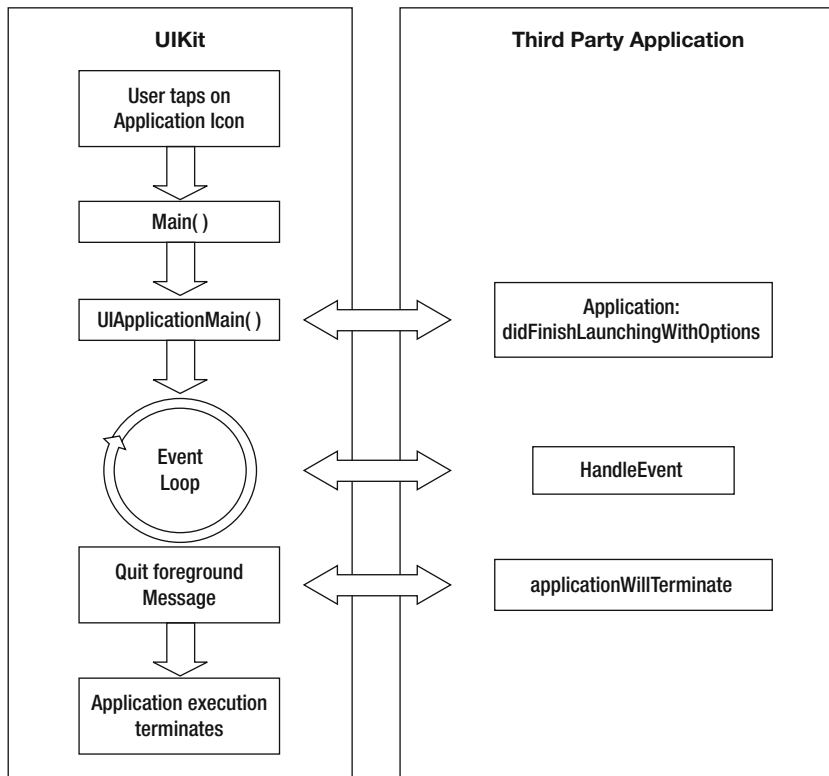 UIKit
User taps on
Application Icon
Main( )
UIApplicationMain( )
Event
Loop
Quit foreground
Message
Application execution
terminates
Third Party Application
Application:
didFinishLaunchingWithOptions
HandleEvent
applicationWillTerminate